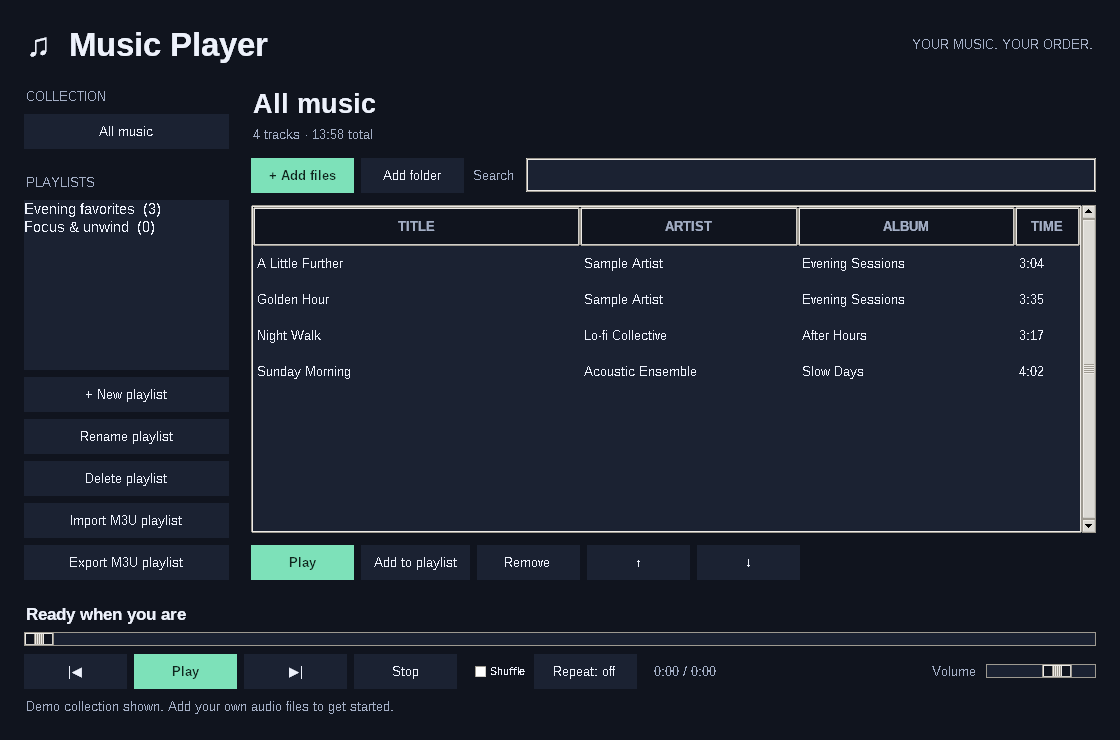 ♫ Music Player
YOUR MUSIC. YOUR ORDER.
COLLECTION
All music
PLAYLISTS
Evening favorites (3)
Focus & unwind (0)
+ New playlist
Rename playlist
Delete playlist
Import M3U playlist
Export M3U playlist
All music
4 tracks · 13:58 total
+ Add files
Add folder
Search
TITLE ARTIST ALBUM TIME
A Little Further Sample Artist Evening Sessions 3:04
Golden Hour Sample Artist Evening Sessions 3:35
Night Walk Lo-fi Collective After Hours 3:17
Sunday Morning Acoustic Ensemble Slow Days 4:02
Play
Add to playlist
Remove
↑
↓
Ready when you are
|◀
Play
▶|
Stop
Shuffle
Repeat: off
0:00 / 0:00
Volume
Demo collection shown. Add your own audio files to get started.